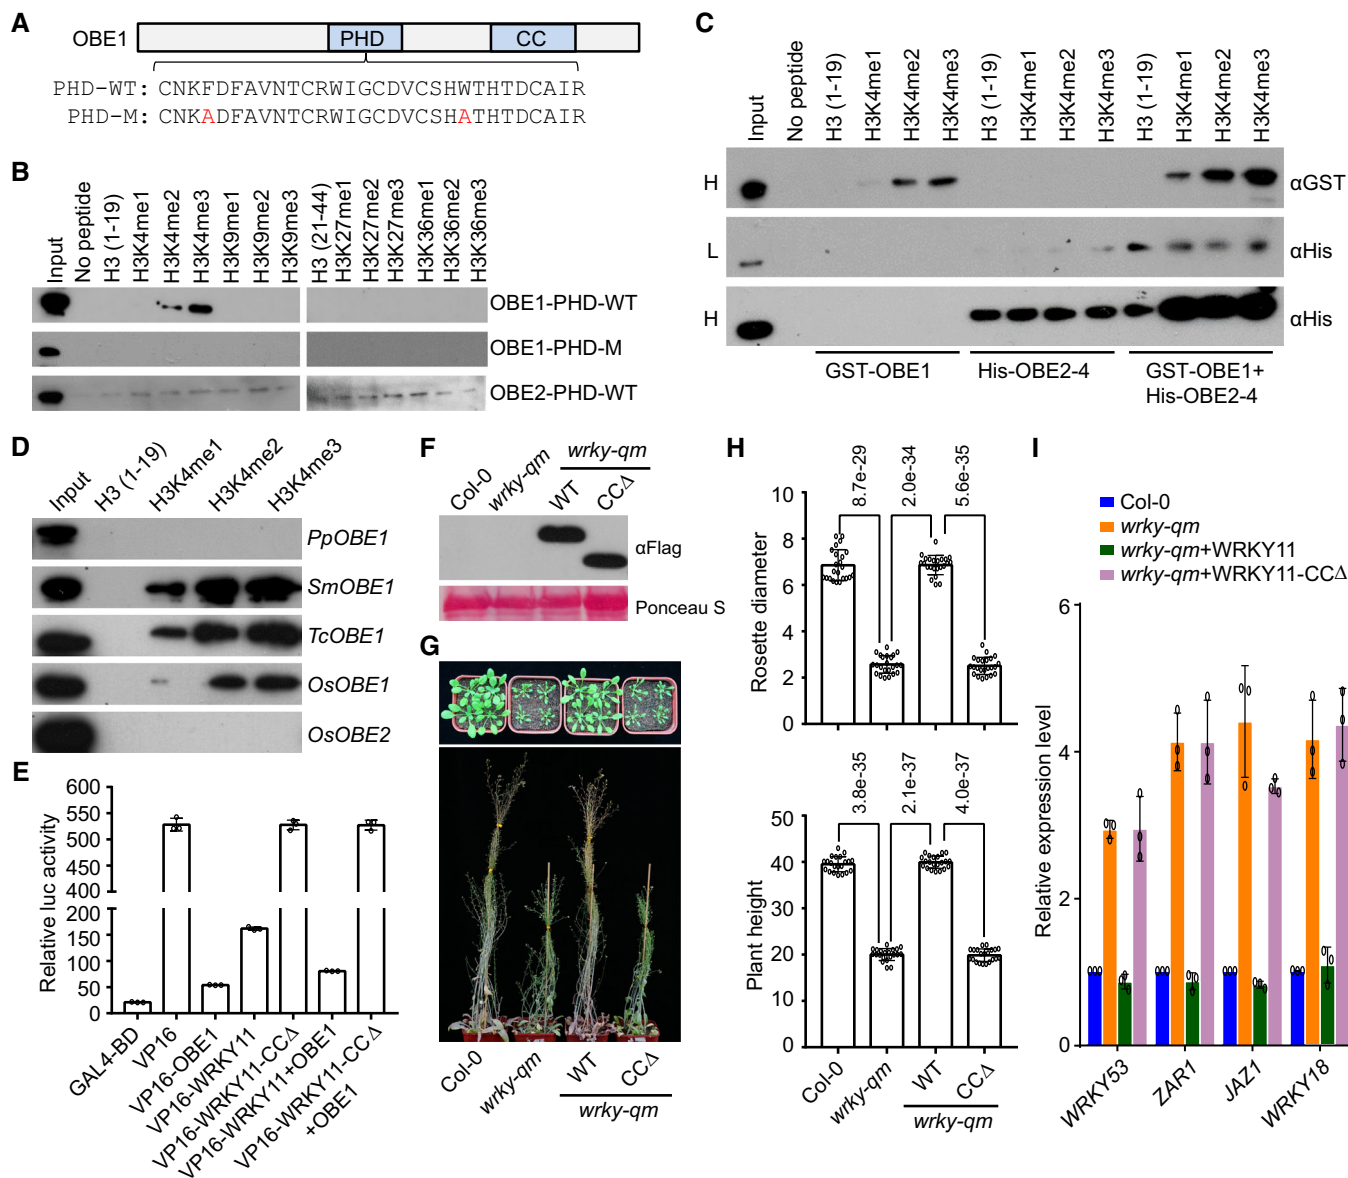 A
OBE1
PHD
CC
PHD-WT: CNKFDFAVNTCRWIGCDVCSHWTHTDCAIR
PHD-M: CNKADFAVNTCRWIGCDVCSHATHTDCAIR
B
Input
No peptide
H3 (1-19)
H3K4me1
H3K4me2
H3K4me3
H3K9me1
H3K9me2
H3K9me3
H3 (21-44)
H3K27me1
H3K27me2
H3K27me3
H3K36me1
H3K36me2
H3K36me3
OBE1-PHD-WT
OBE1-PHD-M
OBE2-PHD-WT
C
Input
No peptide
H3 (1-19)
H3K4me1
H3K4me2
H3K4me3
H3 (1-19)
H3K4me1
H3K4me2
H3K4me3
H3 (1-19)
H3K4me1
H3K4me2
H3K4me3
H
αGST
L
αHis
H
αHis
GST-OBE1
His-OBE2-4
GST-OBE1+
His-OBE2-4
D
Input
H3 (1-19)
H3K4me1
H3K4me2
H3K4me3
PpOBE1
SmOBE1
TcOBE1
OsOBE1
OsOBE2
E
Relative luc activity
600
550
500
450
400
200
150
100
50
0
GAL4-BD
VP16
VP16-OBE1
VP16-WRKY11
VP16-WRKY11-CCΔ
VP16-WRKY11+OBE1
VP16-WRKY11-CCΔ
+OBE1
F
Col-0
wrky-qm
wrky-qm
WT
CCΔ
αFlag
Ponceau S
G
Col-0
wrky-qm
WT
CCΔ
wrky-qm
H
8.7e-29
2.0e-34
5.6e-35
Rosette diameter
10
8
6
4
2
0
3.8e-35
2.1e-37
4.0e-37
Plant height
50
40
30
20
10
0
Col-0
wrky-qm
WT
CCΔ
wrky-qm
I
Col-0
wrky-qm
wrky-qm+WRKY11
wrky-qm+WRKY11-CCΔ
Relative expression level
6
4
2
0
WRKY53
ZAR1
JAZ1
WRKY18